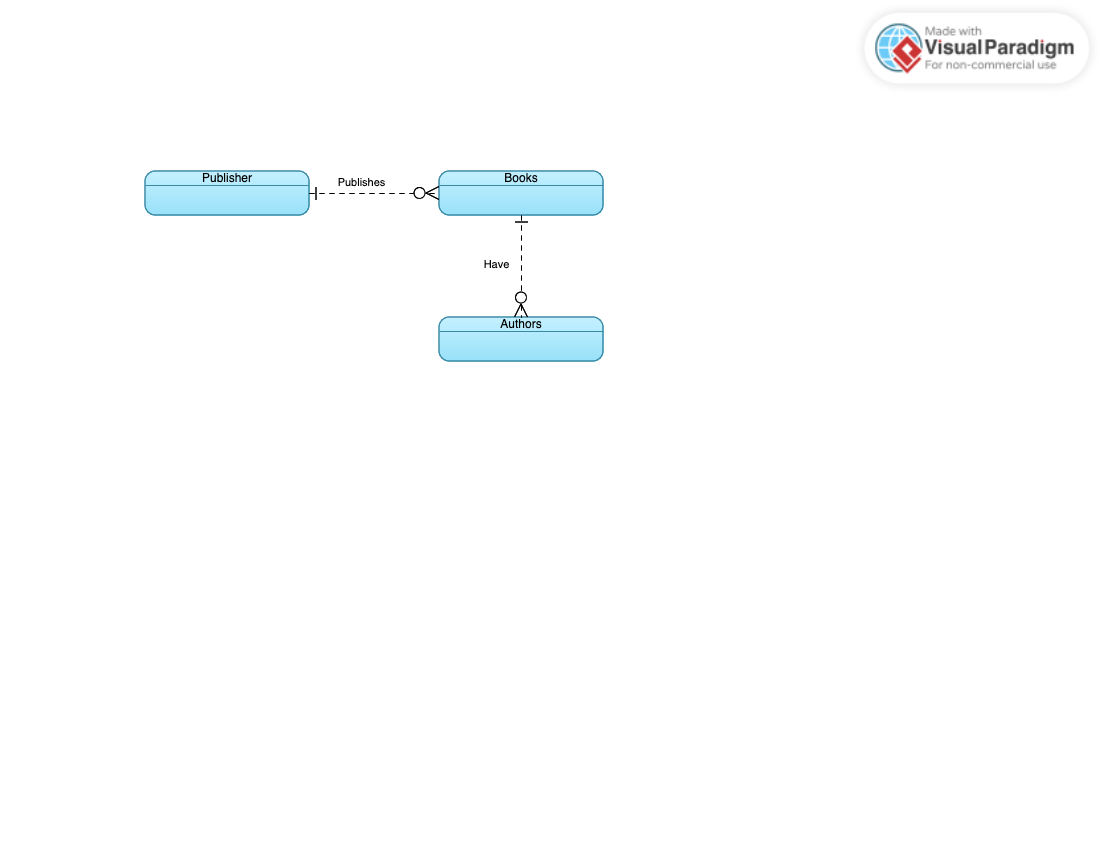 Made with
Visual Paradigm
For non-commercial use
Publisher
Publishes
Books
Have
Authors